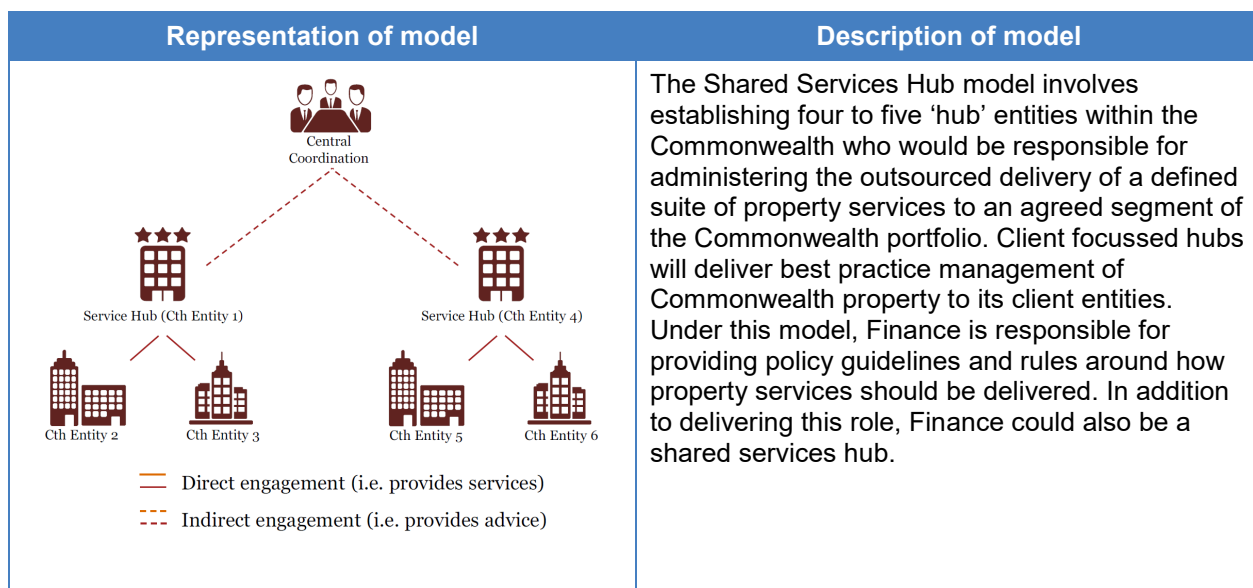 Representation of model
Description of model
Central
Coordination
Service Hub (Cth Entity 1)
Service Hub (Cth Entity 4)
Cth Entity 2
Cth Entity 3
Cth Entity 5
Cth Entity 6
Direct engagement (i.e. provides services)
Indirect engagement (i.e. provides advice)
The Shared Services Hub model involves
establishing four to five ‘hub’ entities within the
Commonwealth who would be responsible for
administering the outsourced delivery of a defined
suite of property services to an agreed segment of
the Commonwealth portfolio. Client focussed hubs
will deliver best practice management of
Commonwealth property to its client entities.
Under this model, Finance is responsible for
providing policy guidelines and rules around how
property services should be delivered. In addition
to delivering this role, Finance could also be a
shared services hub.